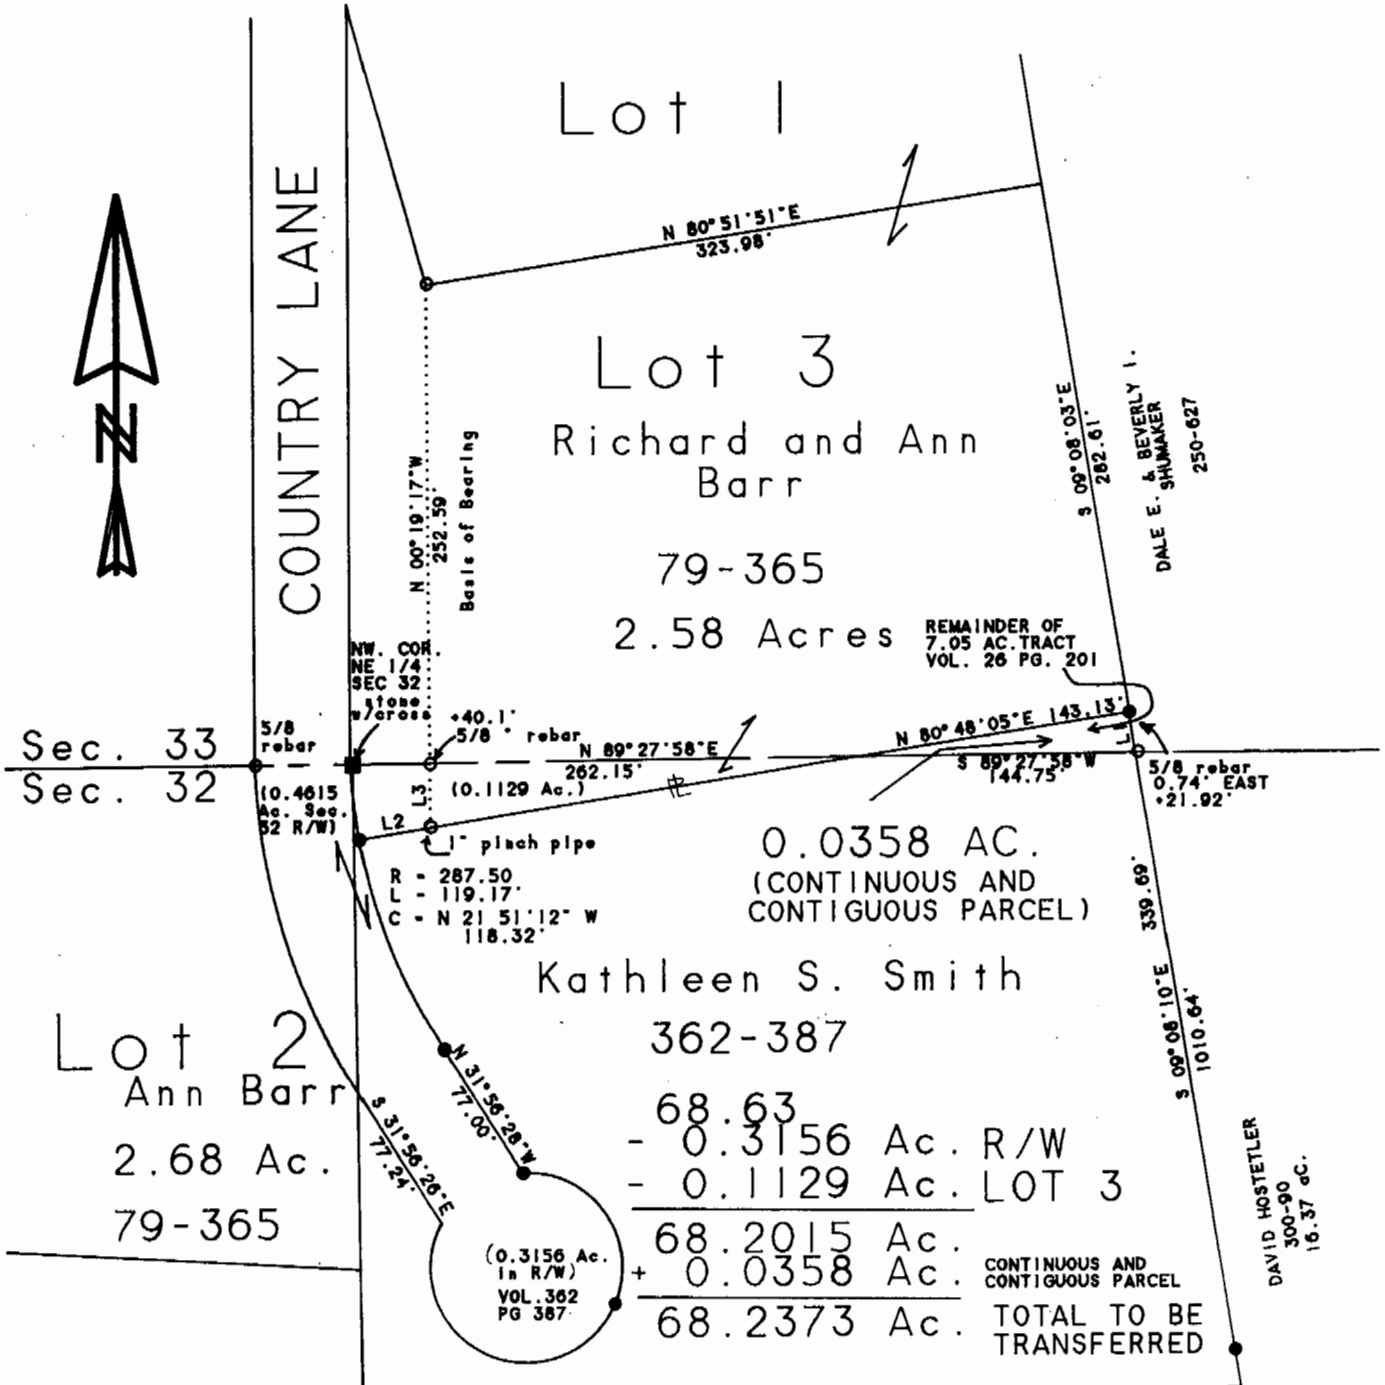 Lot 1
COUNTRY LANE
N
N 80°51'51"E
323.98'
Lot 3
Richard and Ann
Barr
79-365
2.58 Acres
N 00°19'17"W
252.59'
Basis of Bearing
S 09°08'03"E
282.61'
DALE E. & BEVERLY I.
SHUMAKER
250-627
REMAINDER OF
7.05 AC.TRACT
VOL. 26 PG. 201
NW. COR.
NE 1/4
SEC 32
stone
w/cross
+40.1'
5/8 " rebar
5/8
rebar
Sec. 33
Sec. 32
N 89°27'58"E
262.15'
(0.1129 Ac.)
N 80°48'05"E 143.13'
S 89°27'58"W
144.75'
L1
5/8 rebar
0.74' EAST
+21.92'
(0.4615
Ac. Sec.
32 R/W)
L3
L2
1" pinch pipe
R - 287.50
L - 119.17'
C - N 21 51'12" W
118.32'
0.0358 AC.
(CONTINUOUS AND
CONTIGUOUS PARCEL)
339.69'
S 09°08'10"E
1010.64'
Kathleen S. Smith
362-387
Lot 2
Ann Barr
2.68 Ac.
79-365
N 31°56'28"W
77.00'
S 31°56'26"E
77.24'
68.63
- 0.3156 Ac. R/W
- 0.1129 Ac. LOT 3
68.2015 Ac.
+ 0.0358 Ac. CONTINUOUS AND
CONTIGUOUS PARCEL
68.2373 Ac. TOTAL TO BE
TRANSFERRED
(0.3156 Ac.
in R/W)
VOL.362
PG 387
DAVID HOSTETLER
300-90
16.37 aC.